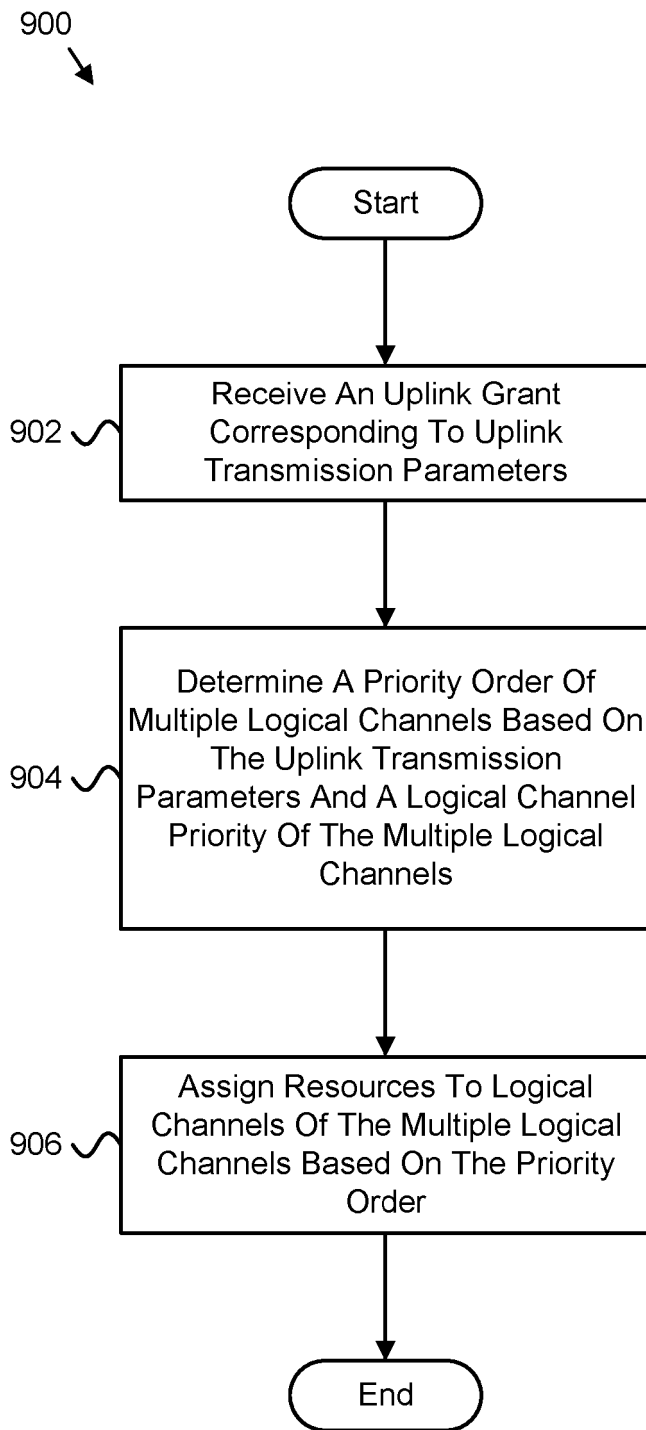 900
Start
902
Receive An Uplink Grant
Corresponding To Uplink
Transmission Parameters
904
Determine A Priority Order Of
Multiple Logical Channels Based On
The Uplink Transmission
Parameters And A Logical Channel
Priority Of The Multiple Logical
Channels
906
Assign Resources To Logical
Channels Of The Multiple Logical
Channels Based On The Priority
Order
End